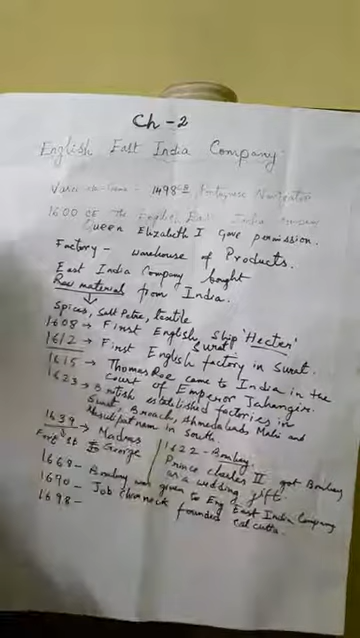 Ch - 2
English East India Company
1498 Portuguese Navigator
1600 CE the English East India Company
Queen Elizabeth I gave permission.
Factory - warehouse of Products.
East India Company bought
Raw material from India.
Spices, Salt Petre, textile
1608 → First English Ship 'Hector'
Surat
1612 → First English factory in Surat.
1615 → Thomas Roe came to India in the
court of Emperor Jahangir.
1623 → British established factories in
Surat, Broach, Ahmedabad and
in South.
1639 → Madras
Fort St George
1622 - Bombay.
Prince Charles II got Bombay
as a wedding gift.
1668 - Bombay was given to Eng East India Company
1690 - Job Charnock founded Calcutta.
1698 -